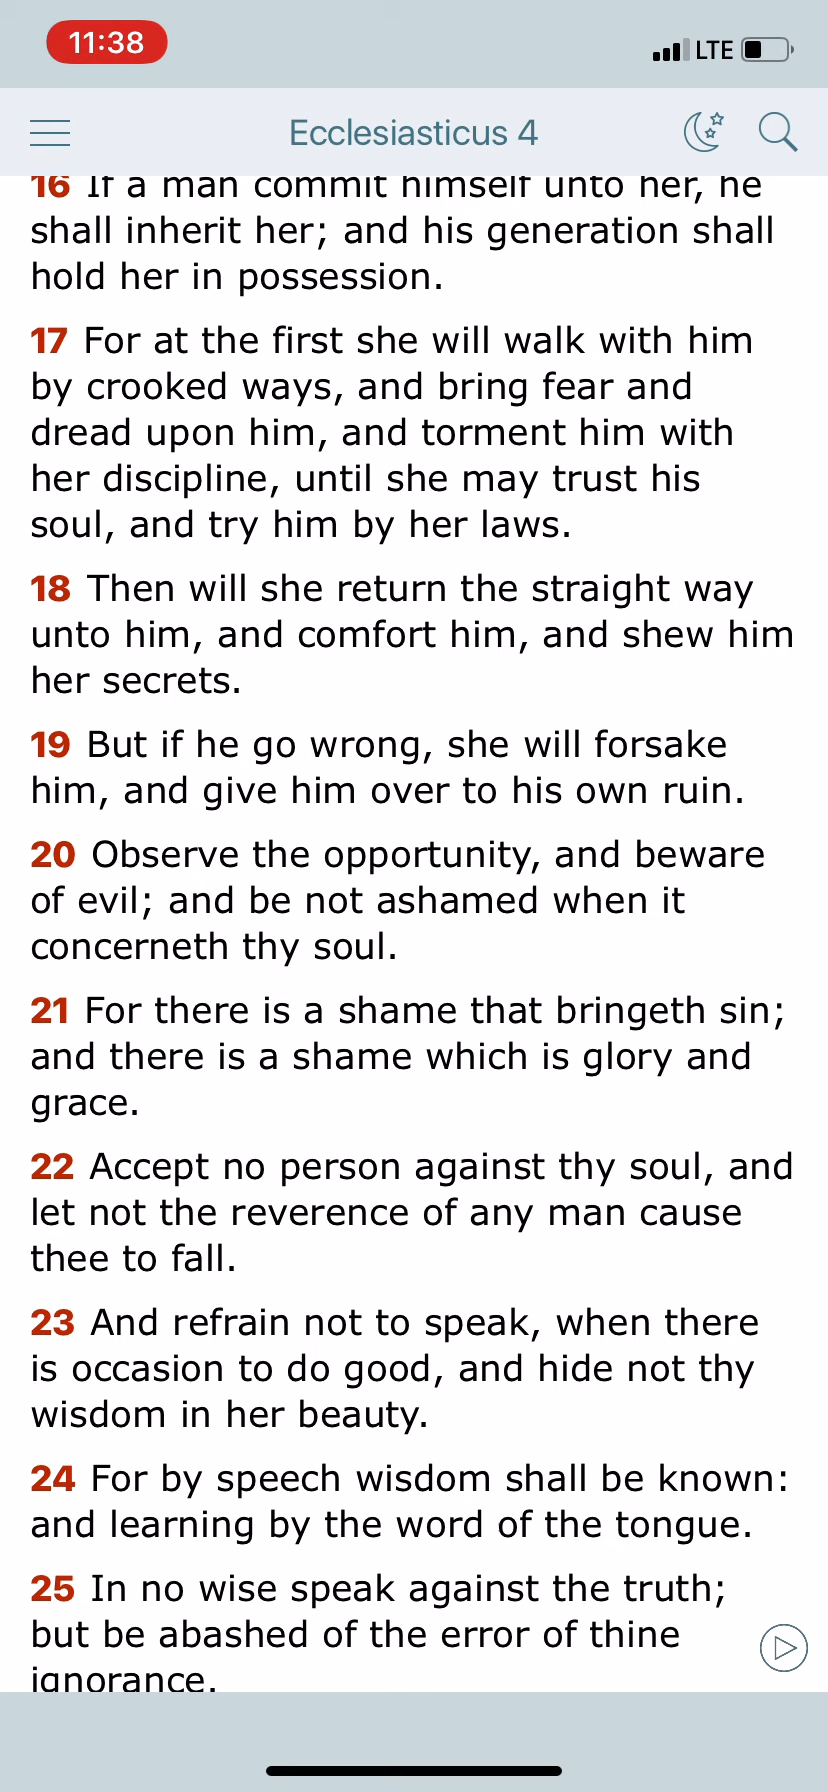 11:38
LTE
Ecclesiasticus 4
16 If a man commit himself unto her, he
shall inherit her; and his generation shall
hold her in possession.
17 For at the first she will walk with him
by crooked ways, and bring fear and
dread upon him, and torment him with
her discipline, until she may trust his
soul, and try him by her laws.
18 Then will she return the straight way
unto him, and comfort him, and shew him
her secrets.
19 But if he go wrong, she will forsake
him, and give him over to his own ruin.
20 Observe the opportunity, and beware
of evil; and be not ashamed when it
concerneth thy soul.
21 For there is a shame that bringeth sin;
and there is a shame which is glory and
grace.
22 Accept no person against thy soul, and
let not the reverence of any man cause
thee to fall.
23 And refrain not to speak, when there
is occasion to do good, and hide not thy
wisdom in her beauty.
24 For by speech wisdom shall be known:
and learning by the word of the tongue.
25 In no wise speak against the truth;
but be abashed of the error of thine
ignorance.